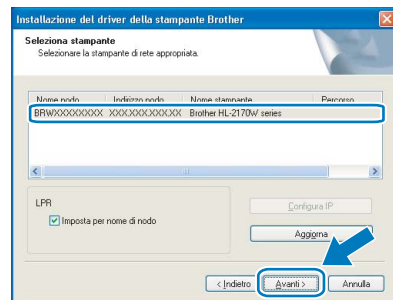 Installazione del driver della stampante Brother
Seleziona stampante
Selezionare la stampante di rete appropriata.
Nome nodo Indirizzo nodo Nome stampante Percorso
BRWXXXXXXXX XXX.XXX.XXX.XX Brother HL-2170W series
LPR
Imposta per nome di nodo
Configura IP
Aggiorna
< Indietro Avanti > Annulla